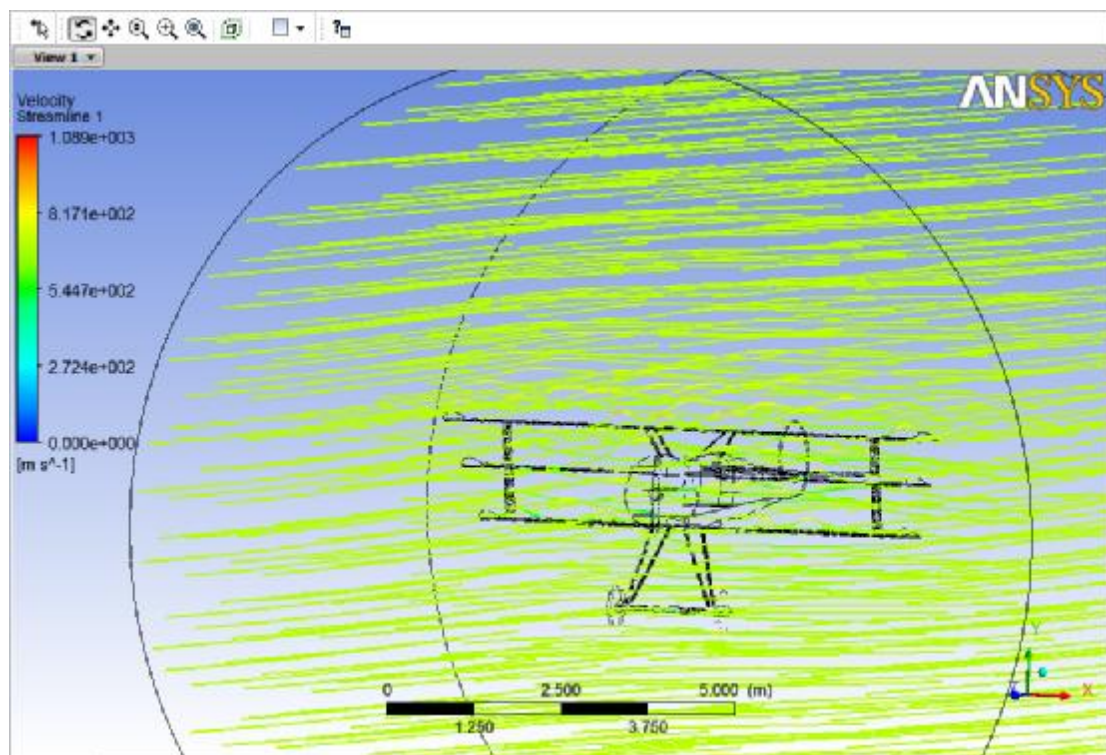 View 1
ANSYS
Velocity
Streamline 1
1.089e+003
8.171e+002
5.447e+002
2.724e+002
0.000e+000
[m s^-1]
0 2.500 5.000 (m)
1.250 3.750
Y
X